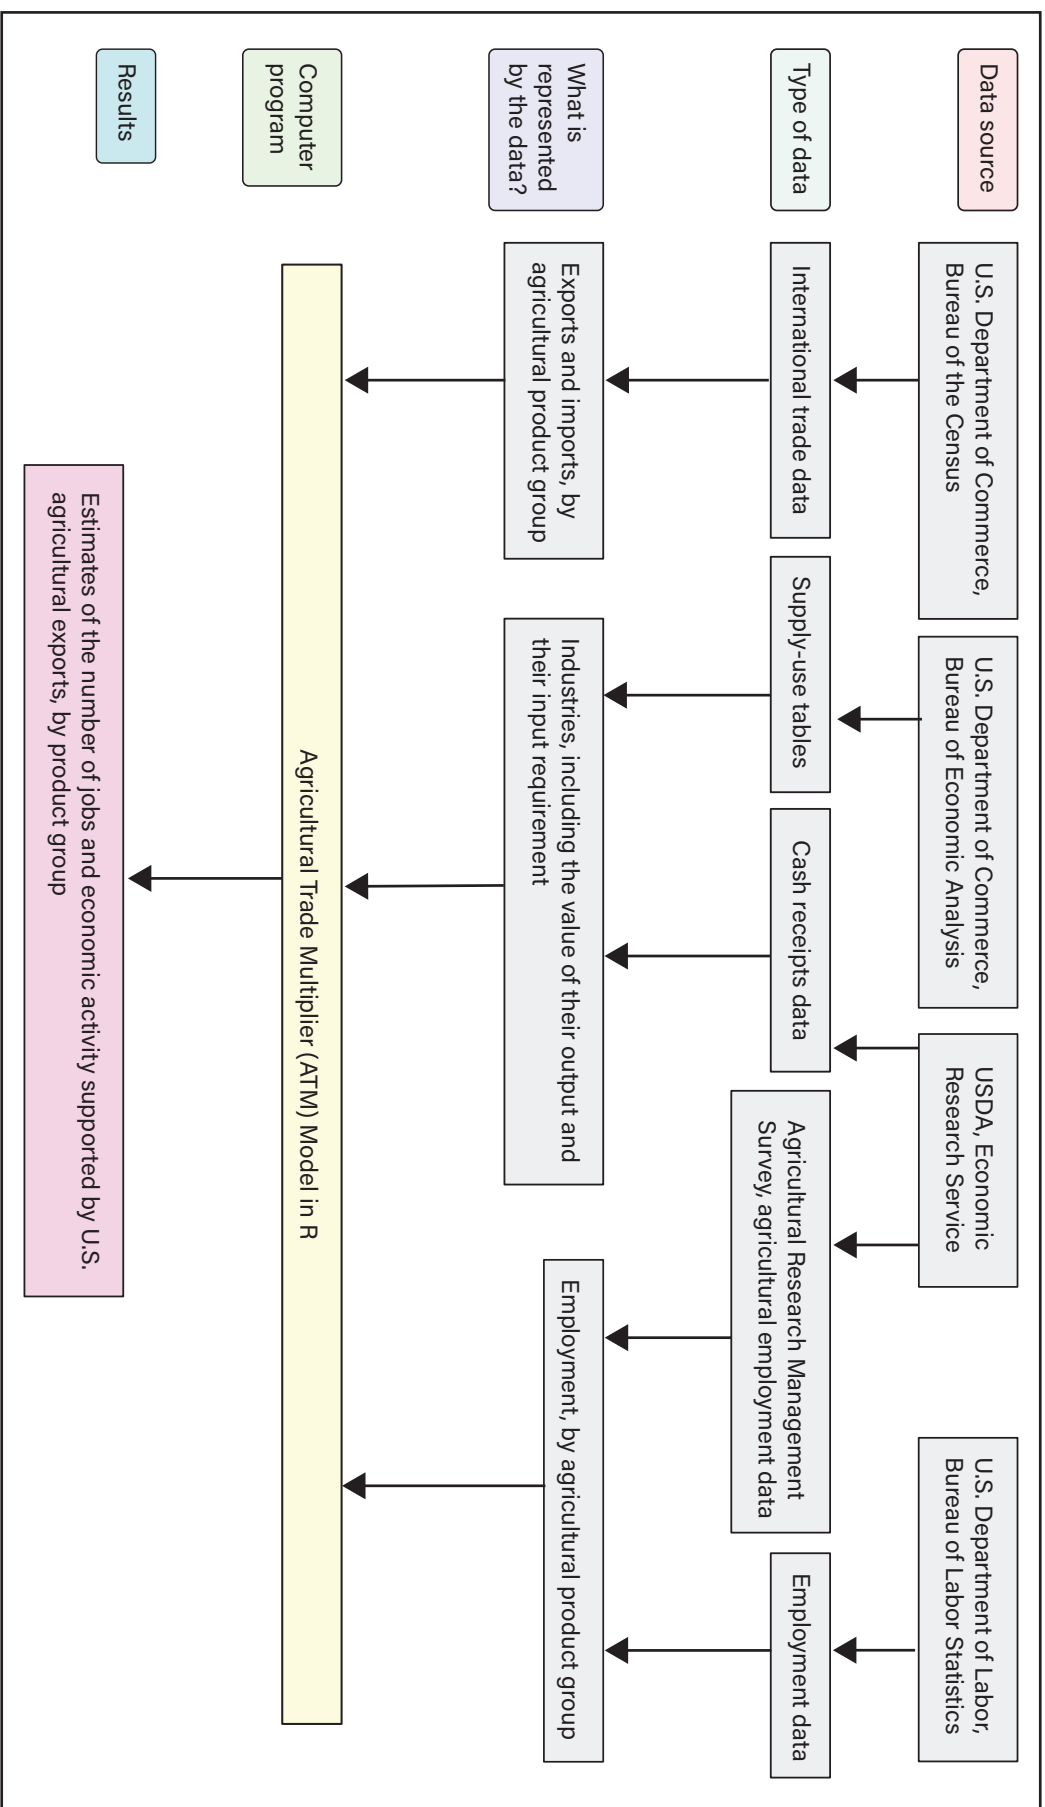 Data source
U.S. Department of Commerce,
Bureau of the Census
U.S. Department of Commerce,
Bureau of Economic Analysis
USDA, Economic
Research Service
U.S. Department of Labor,
Bureau of Labor Statistics
Type of data
International trade data
Supply-use tables
Cash receipts data
Agricultural Research Management
Survey, agricultural employment data
Employment data
What is
represented
by the data?
Exports and imports, by
agricultural product group
Industries, including the value of their output and
their input requirement
Employment, by agricultural product group
Computer
program
Agricultural Trade Multiplier (ATM) Model in R
Results
Estimates of the number of jobs and economic activity supported by U.S.
agricultural exports, by product group